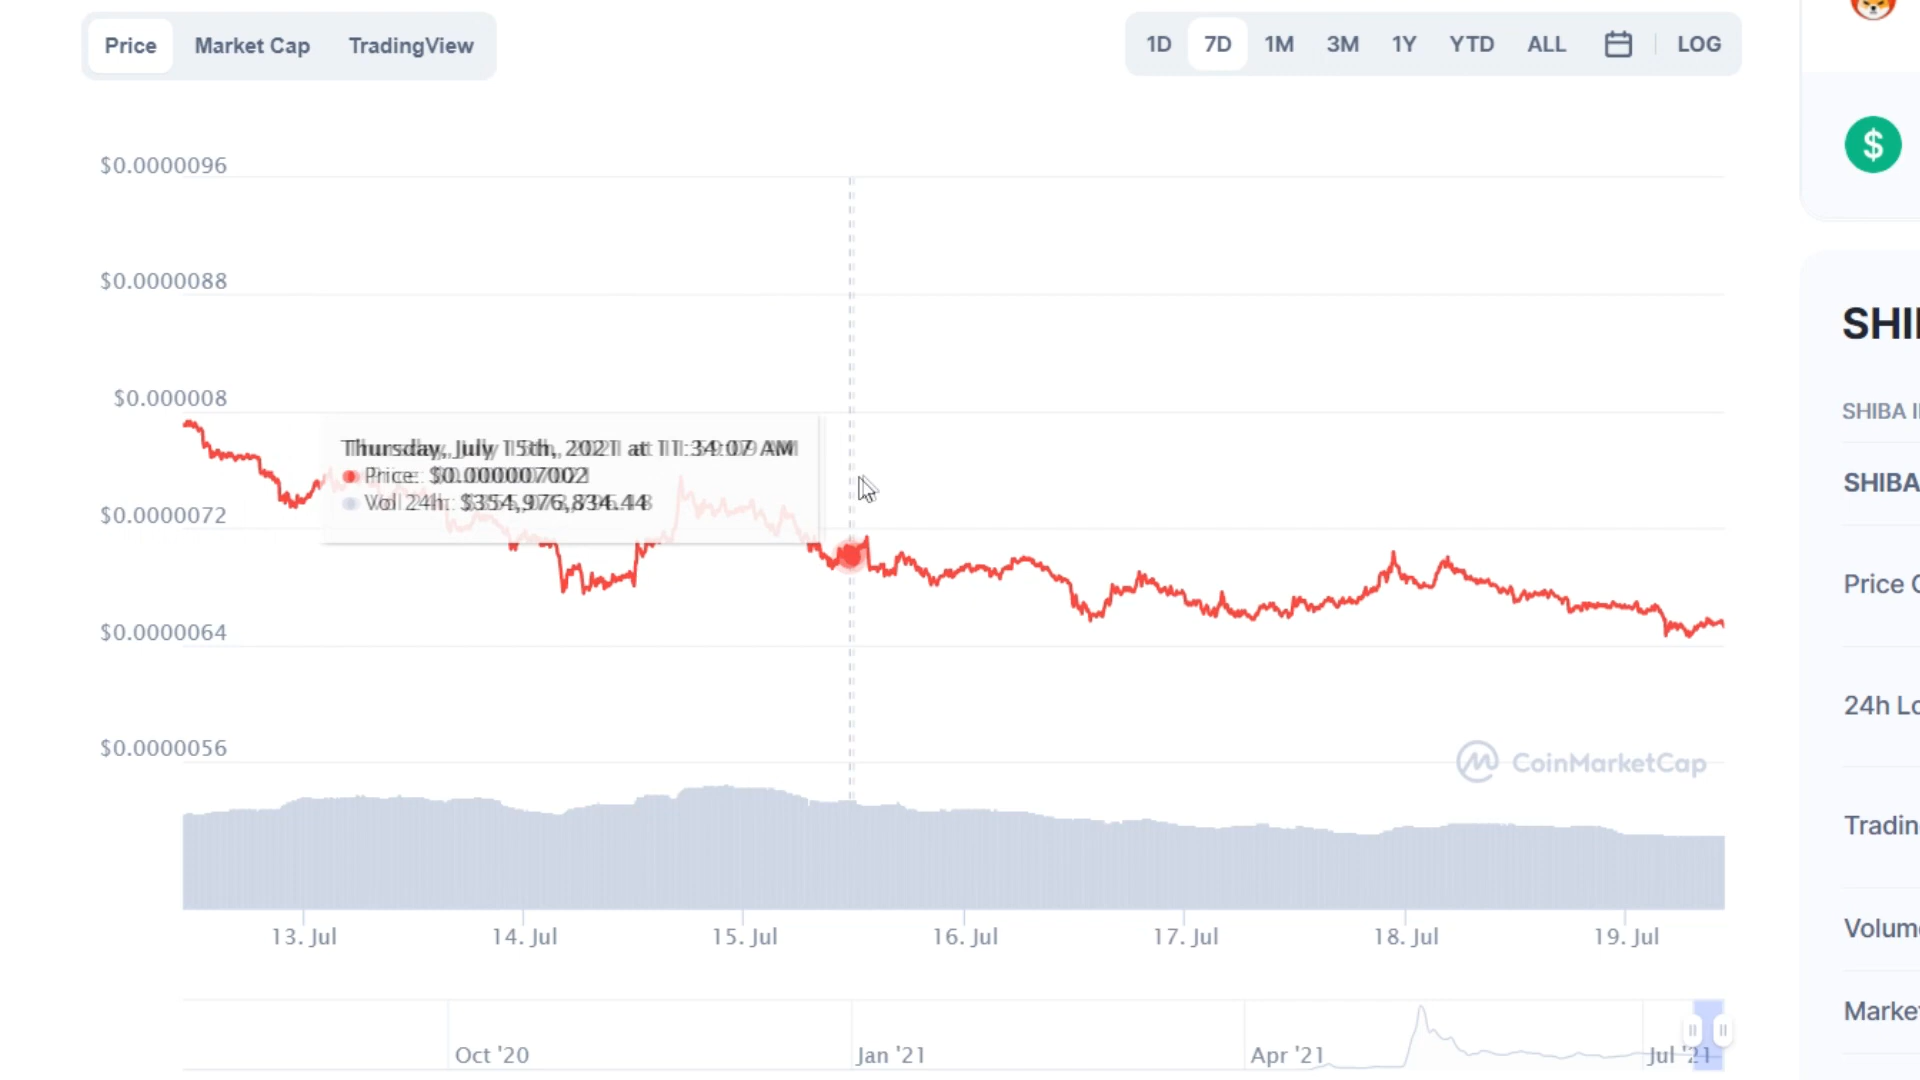 Price Market Cap TradingView
1D 7D 1M 3M 1Y YTD ALL LOG
$0.0000096
$0.0000088
$0.000008
$0.0000072
$0.0000064
$0.0000056
Thursday, July 15th, 2021 at 11:34:07 AM
Price: $0.000007002
Vol 24h: $354,976,834.44
CoinMarketCap
13. Jul 14. Jul 15. Jul 16. Jul 17. Jul 18. Jul 19. Jul
Oct '20 Jan '21 Apr '21 Jul '21
$
SHI
SHIBA I
SHIBA
Price C
24h Lo
Tradin
Volum
Marke